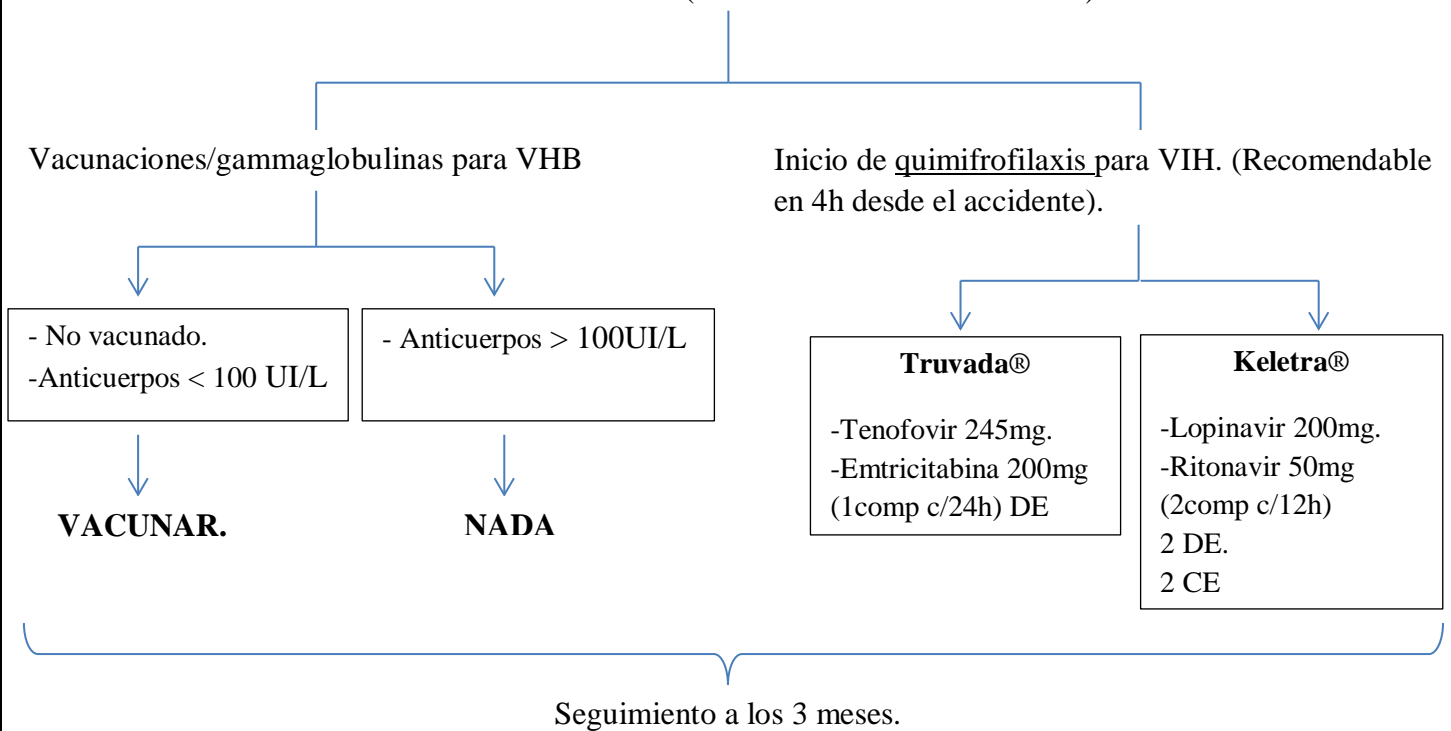 Vacunaciones/gammaglobulinas para VHB
Inicio de quimifrofilaxis para VIH. (Recomendable
en 4h desde el accidente).
- No vacunado.
-Anticuerpos < 100 UI/L
- Anticuerpos > 100UI/L
VACUNAR.
NADA
Truvada®
-Tenofovir 245mg.
-Emtricitabina 200mg
(1comp c/24h) DE
Keletra®
-Lopinavir 200mg.
-Ritonavir 50mg
(2comp c/12h)
2 DE.
2 CE
Seguimiento a los 3 meses.